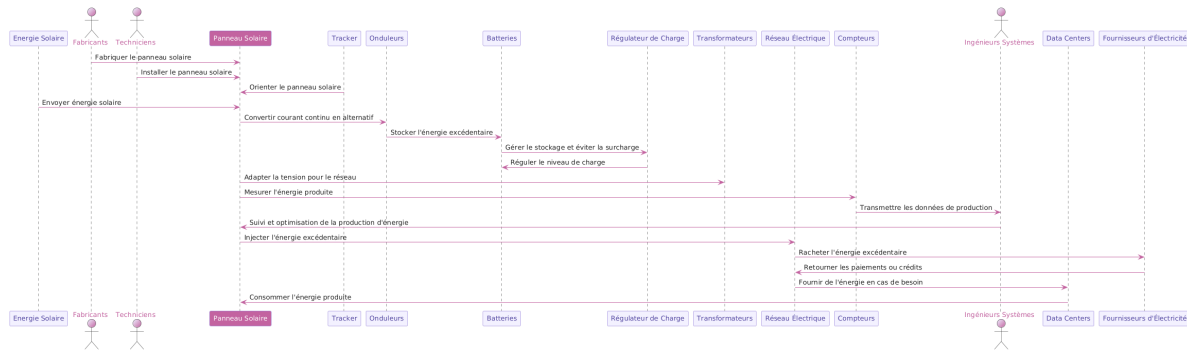 Energie Solaire
Fabricants
Techniciens
Panneau Solaire
Tracker
Onduleurs
Batteries
Régulateur de Charge
Transformateurs
Réseau Électrique
Compteurs
Ingénieurs Systèmes
Data Centers
Fournisseurs d'Électricité
Fabriquer le panneau solaire
Installer le panneau solaire
Orienter le panneau solaire
Envoyer énergie solaire
Convertir courant continu en alternatif
Stocker l'énergie excédentaire
Gérer le stockage et éviter la surcharge
Réguler le niveau de charge
Adapter la tension pour le réseau
Mesurer l'énergie produite
Transmettre les données de production
Suivi et optimisation de la production d'énergie
Injecter l'énergie excédentaire
Racheter l'énergie excédentaire
Retourner les paiements ou crédits
Fournir de l'énergie en cas de besoin
Consommer l'énergie produite
Energie Solaire
Fabricants
Techniciens
Panneau Solaire
Tracker
Onduleurs
Batteries
Régulateur de Charge
Transformateurs
Réseau Électrique
Compteurs
Ingénieurs Systèmes
Data Centers
Fournisseurs d'Électricité